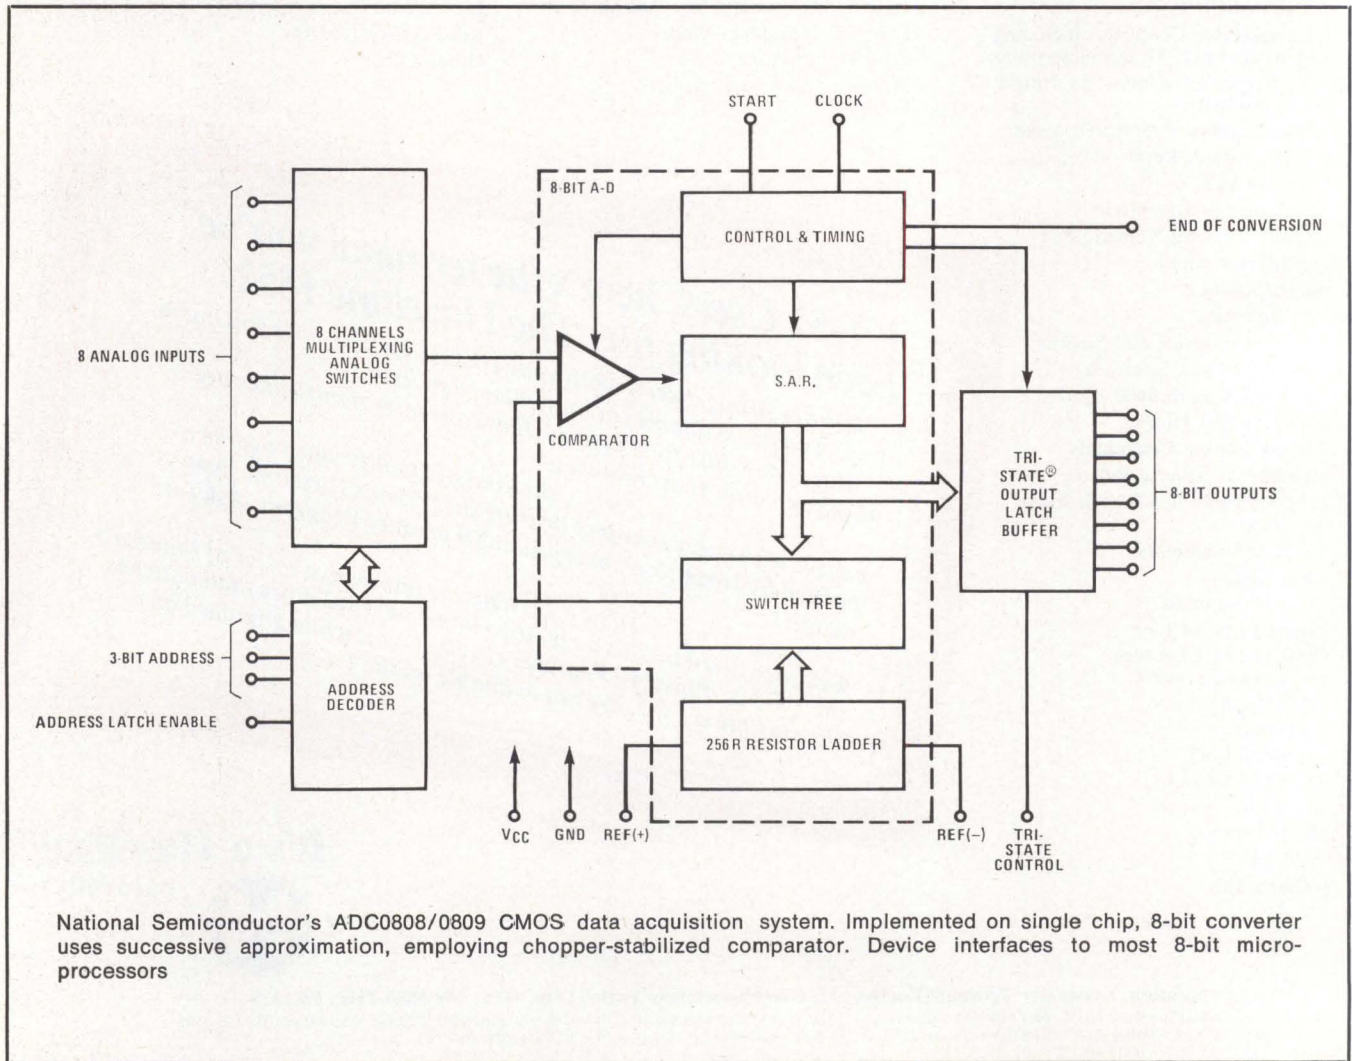 START
CLOCK
8-BIT A-D
CONTROL & TIMING
END OF CONVERSION
8 ANALOG INPUTS
8 CHANNELS
MULTIPLEXING
ANALOG
SWITCHES
S.A.R.
COMPARATOR
TRI-
STATE®
OUTPUT
LATCH
BUFFER
8-BIT OUTPUTS
SWITCH TREE
3-BIT ADDRESS
ADDRESS
DECODER
ADDRESS LATCH ENABLE
256R RESISTOR LADDER
VCC
GND
REF(+)
REF(–)
TRI-
STATE
CONTROL
National Semiconductor's ADC0808/0809 CMOS data acquisition system. Implemented on single chip, 8-bit converter
uses successive approximation, employing chopper-stabilized comparator. Device interfaces to most 8-bit micro-
processors